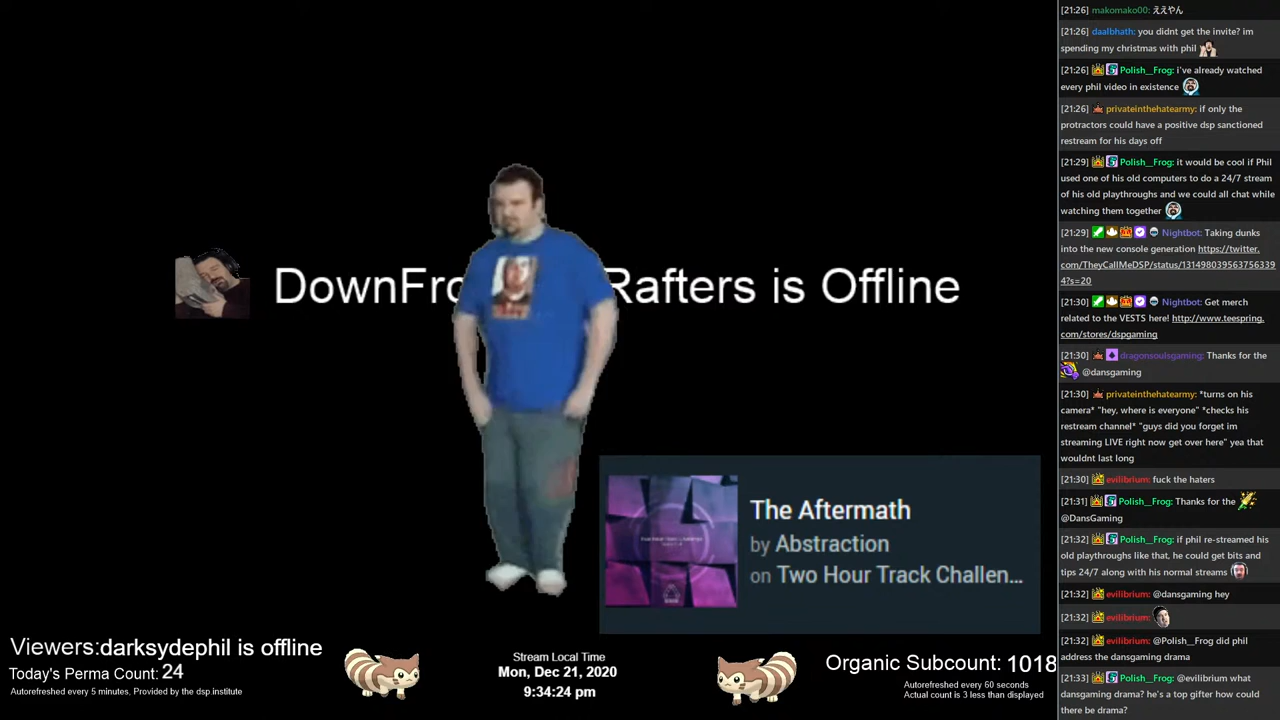 DownFro Rafters is Offline
The Aftermath
by Abstraction
on Two Hour Track Challen...
Viewers:darksydephil is offline
Today's Perma Count: 24
Autorefreshed every 5 minutes, Provided by the dsp institute
Stream Local Time
Mon, Dec 21, 2020
9:34:24 pm
Organic Subcount: 1018
Autorefreshed every 60 seconds
Actual count is 3 less than displayed
[21:26] makomako00: ええやん
[21:26] daalbhath: you didnt get the invite? im
spending my christmas with phil
[21:26] Polish__Frog: i've already watched
every phil video in existence
[21:26] privateinthehatearmy: if only the
protractors could have a positive dsp sanctioned
restream for his days off
[21:29] Polish__Frog: it would be cool if Phil
used one of his old computers to do a 24/7 stream
of his old playthroughs and we could all chat while
watching them together
[21:29] Nightbot: Taking dunks
into the new console generation https://twitter.
com/TheyCallMeDSP/status/131498039563756339
4?s=20
[21:30] Nightbot: Get merch
related to the VESTS here! http://www.teespring.
com/stores/dspgaming
[21:30] dragonsoulsgaming: Thanks for the
@dansgaming
[21:30] privateinthehatearmy: *turns on his
camera* "hey, where is everyone" *checks his
restream channel* "guys did you forget im
streaming LIVE right now get over here" yea that
wouldnt last long
[21:30] evilibrium: fuck the haters
[21:31] Polish__Frog: Thanks for the
@DansGaming
[21:32] Polish__Frog: if phil re-streamed his
old playthroughs like that, he could get bits and
tips 24/7 along with his normal streams
[21:32] evilibrium: @dansgaming hey
[21:32] evilibrium:
[21:32] evilibrium: @Polish__Frog did phil
address the dansgaming drama
[21:33] Polish__Frog: @evilibrium what
dansgaming drama? he's a top gifter how could
there be drama?